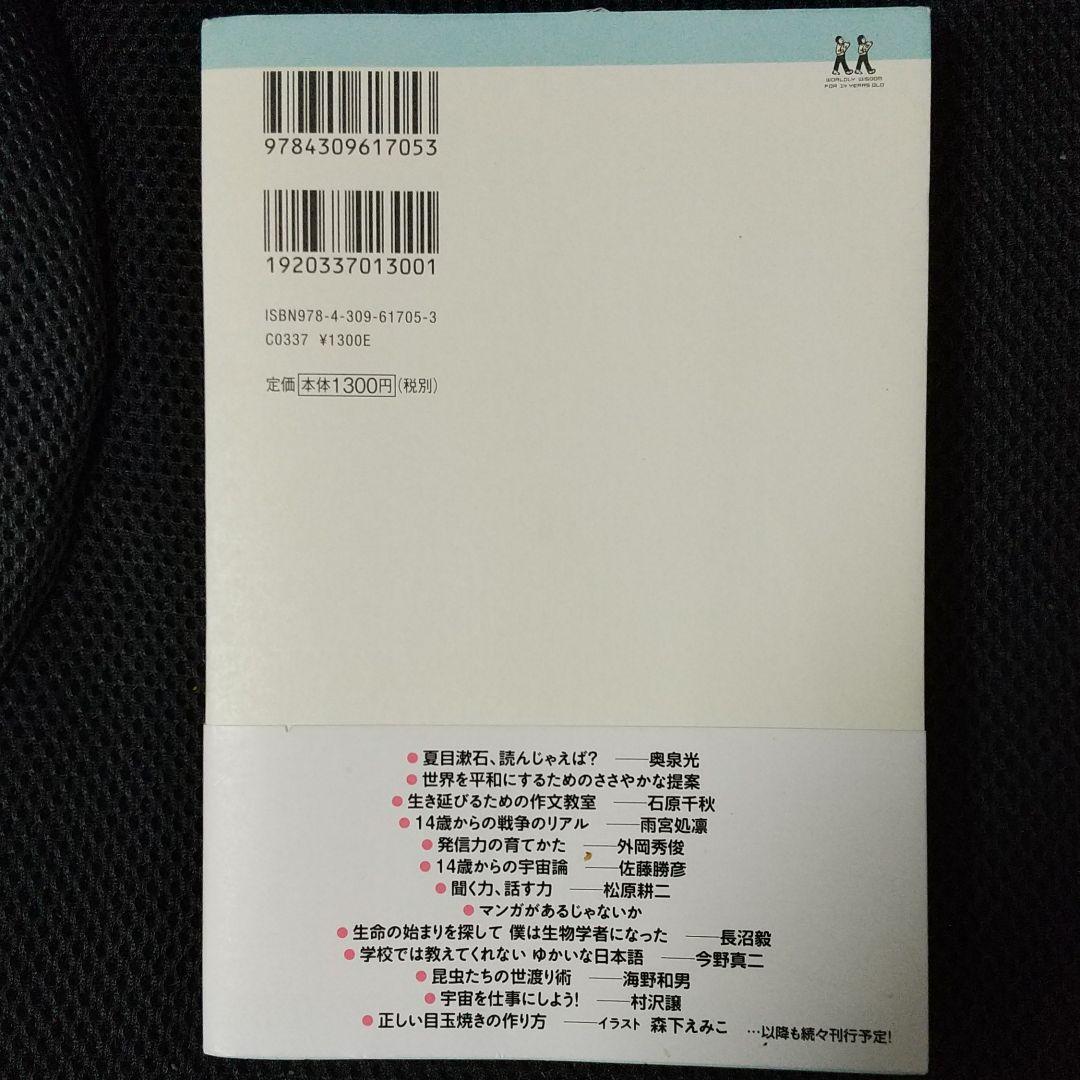 WORLDLY WISDOM
FOR 14 YEARS OLD
9784309617053
1920337013001
ISBN978-4-309-61705-3
C0337 ¥1300E
定価 本体1300円(税別)
●夏目漱石、読んじゃえば? ――奥泉光
●世界を平和にするためのささやかな提案
●生き延びるための作文教室 ――石原千秋
●14歳からの戦争のリアル ――雨宮処凛
●発信力の育てかた ――外岡秀俊
●14歳からの宇宙論 ――佐藤勝彦
●聞く力、話す力 ――松原耕二
●マンガがあるじゃないか
●生命の始まりを探して 僕は生物学者になった ――長沼毅
●学校では教えてくれない ゆかいな日本語 ――今野真二
●昆虫たちの世渡り術 ――海野和男
●宇宙を仕事にしよう! ――村沢譲
●正しい目玉焼きの作り方 ――イラスト 森下えみこ …以降も続々刊行予定!